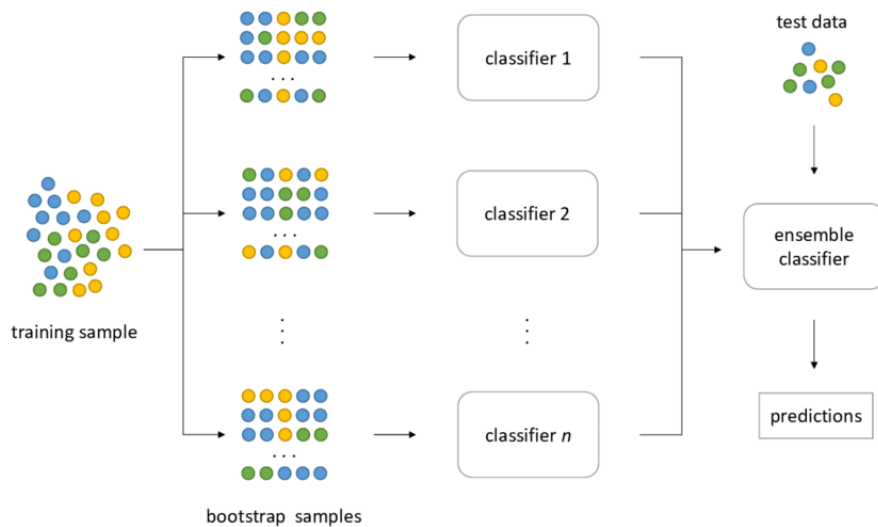 test data
classifier 1
...
classifier 2
...
ensemble
classifier
training sample
...
...
predictions
classifier n
...
bootstrap samples